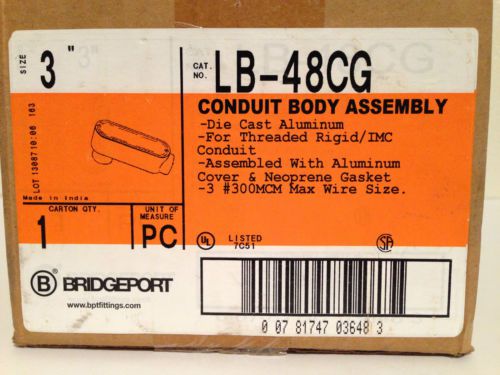 SIZE
3 "
CAT. NO.
LB-48CG
CONDUIT BODY ASSEMBLY
-Die Cast Aluminum
-For Threaded Rigid/IMC
Conduit
-Assembled With Aluminum
Cover & Neoprene Gasket
-3 #300MCM Max Wire Size.
LOT 1308710:06 163
Made in India
CARTON QTY.
1
UNIT OF
MEASURE
PC
UL
LISTED
7C51
SA
B BRIDGEPORT
www.bptfittings.com
0 07 81747 03648 3